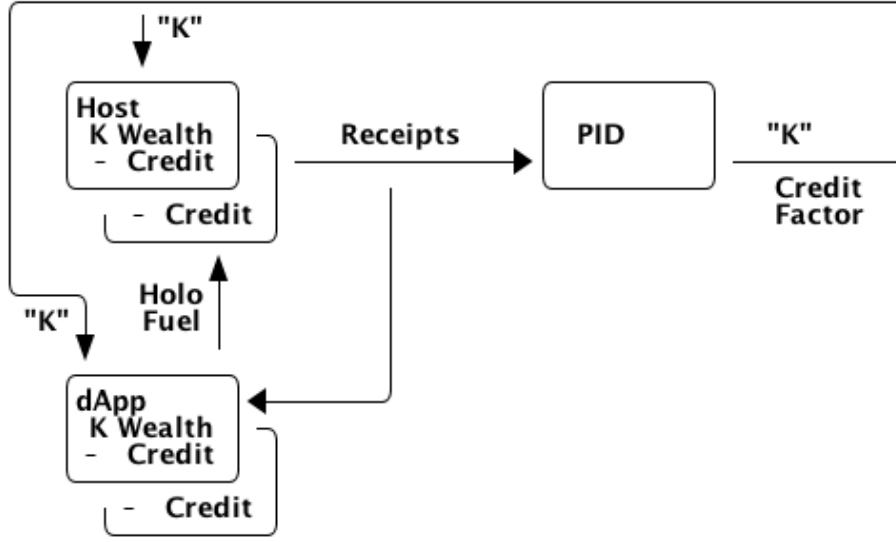 "K"
Host
K Wealth
- Credit
- Credit
Receipts
PID
"K"
Credit
Factor
Holo
Fuel
"K"
dApp
K Wealth
- Credit
- Credit